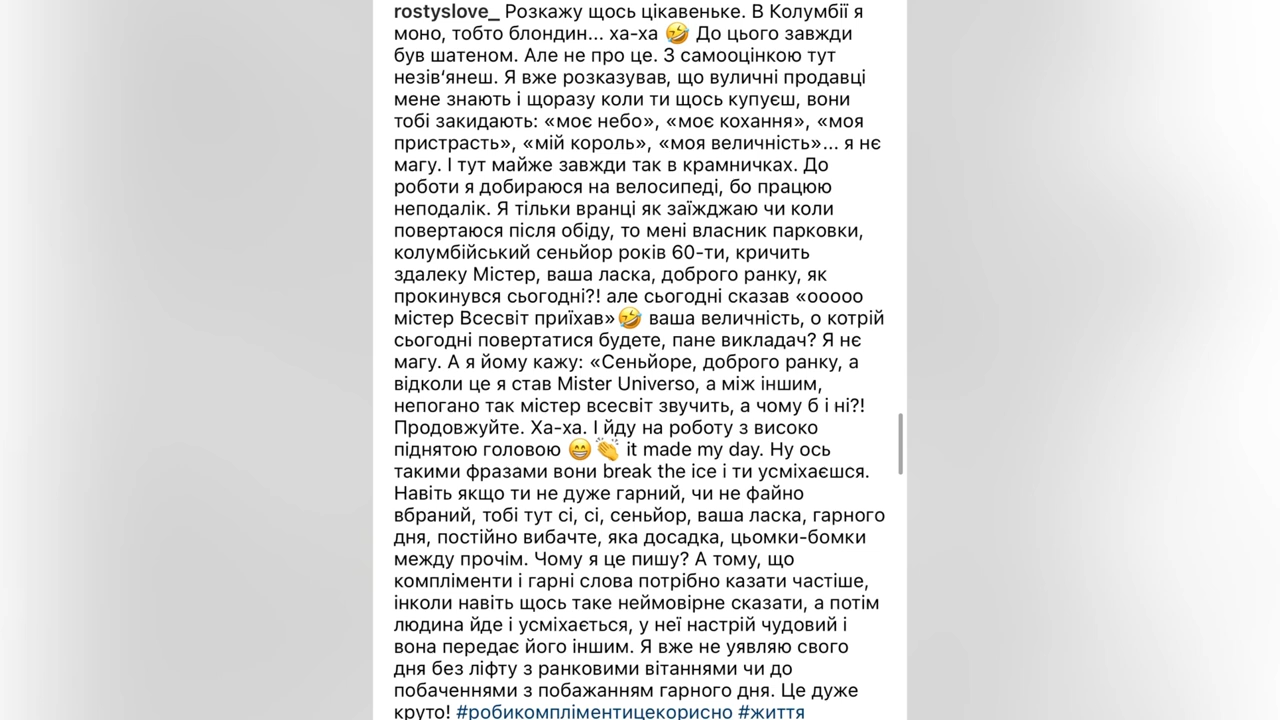 rostyslove_ Розкажу щось цікавеньке. В Колумбії я
моно, тобто блондин... ха-ха 🤣 До цього завжди
був шатеном. Але не про це. З самооцінкою тут
незів‘янеш. Я вже розказував, що вуличні продавці
мене знають і щоразу коли ти щось купуєш, вони
тобі закидають: «моє небо», «моє кохання», «моя
пристрасть», «мій король», «моя величність»... я нє
магу. І тут майже завжди так в крамничках. До
роботи я добираюся на велосипеді, бо працюю
неподалік. Я тільки вранці як заїжджаю чи коли
повертаюся після обіду, то мені власник парковки,
колумбійський сеньйор років 60-ти, кричить
здалеку Містер, ваша ласка, доброго ранку, як
прокинувся сьогодні?! але сьогодні сказав «ооооо
містер Всесвіт приїхав»🤣 ваша величність, о котрій
сьогодні повертатися будете, пане викладач? Я нє
магу. А я йому кажу: «Сеньйоре, доброго ранку, а
відколи це я став Mister Universo, а між іншим,
непогано так містер всесвіт звучить, а чому б і ні?!
Продовжуйте. Ха-ха. І йду на роботу з високо
піднятою головою 😁👏 it made my day. Ну ось
такими фразами вони break the ice і ти усміхаєшся.
Навіть якщо ти не дуже гарний, чи не файно
вбраний, тобі тут сі, сі, сеньйор, ваша ласка, гарного
дня, постійно вибачте, яка досадка, цьомки-бомки
между прочім. Чому я це пишу? А тому, що
компліменти і гарні слова потрібно казати частіше,
інколи навіть щось таке неймовірне сказати, а потім
людина йде і усміхається, у неї настрій чудовий і
вона передає його іншим. Я вже не уявляю свого
дня без ліфту з ранковими вітаннями чи до
побаченнями з побажанням гарного дня. Це дуже
круто! #робикомпліментицекорисно #життя